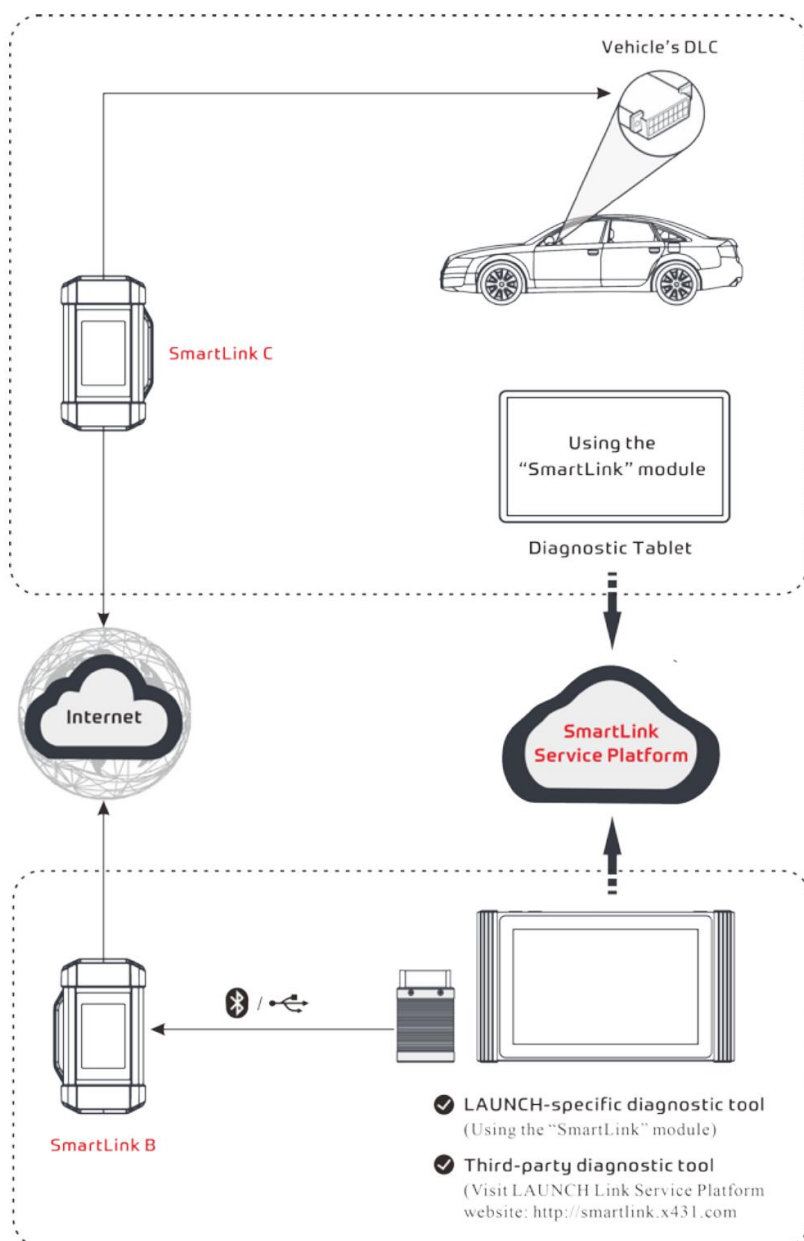 Vehicle's DLC
SmartLink C
Using the
“SmartLink” module
Diagnostic Tablet
Internet
SmartLink
Service Platform
/
SmartLink B
LAUNCH-specific diagnostic tool
(Using the “SmartLink” module)
Third-party diagnostic tool
(Visit LAUNCH Link Service Platform
website: http://smartlink.x431.com